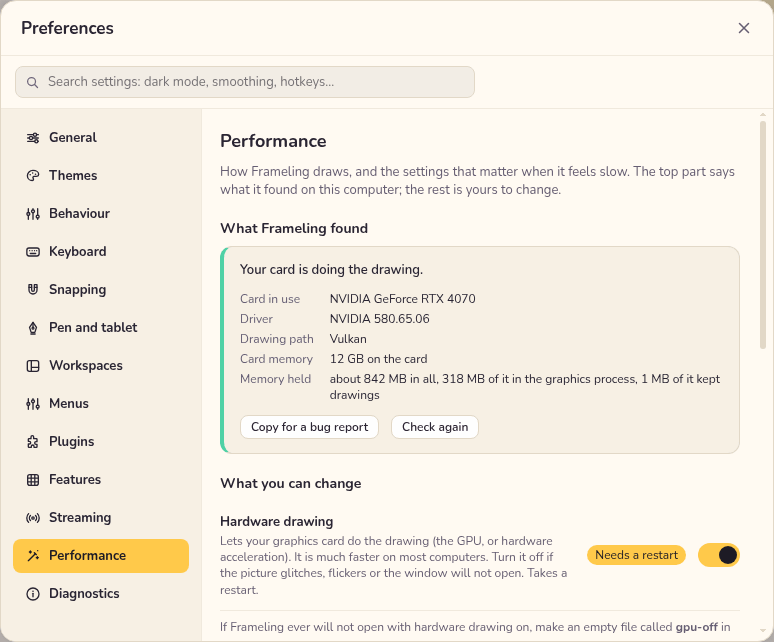 Preferences
Search settings: dark mode, smoothing, hotkeys...
General
Themes
Behaviour
Keyboard
Snapping
Pen and tablet
Workspaces
Menus
Plugins
Features
Streaming
Performance
Diagnostics
Performance
How Frameling draws, and the settings that matter when it feels slow. The top part says
what it found on this computer; the rest is yours to change.
What Frameling found
Your card is doing the drawing.
Card in use NVIDIA GeForce RTX 4070
Driver NVIDIA 580.65.06
Drawing path Vulkan
Card memory 12 GB on the card
Memory held about 842 MB in all, 318 MB of it in the graphics process, 1 MB of it kept
drawings
Copy for a bug report Check again
What you can change
Hardware drawing
Lets your graphics card do the drawing (the GPU, or hardware
acceleration). It is much faster on most computers. Turn it off if
the picture glitches, flickers or the window will not open. Takes a
restart.
Needs a restart
If Frameling ever will not open with hardware drawing on, make an empty file called gpu-off in